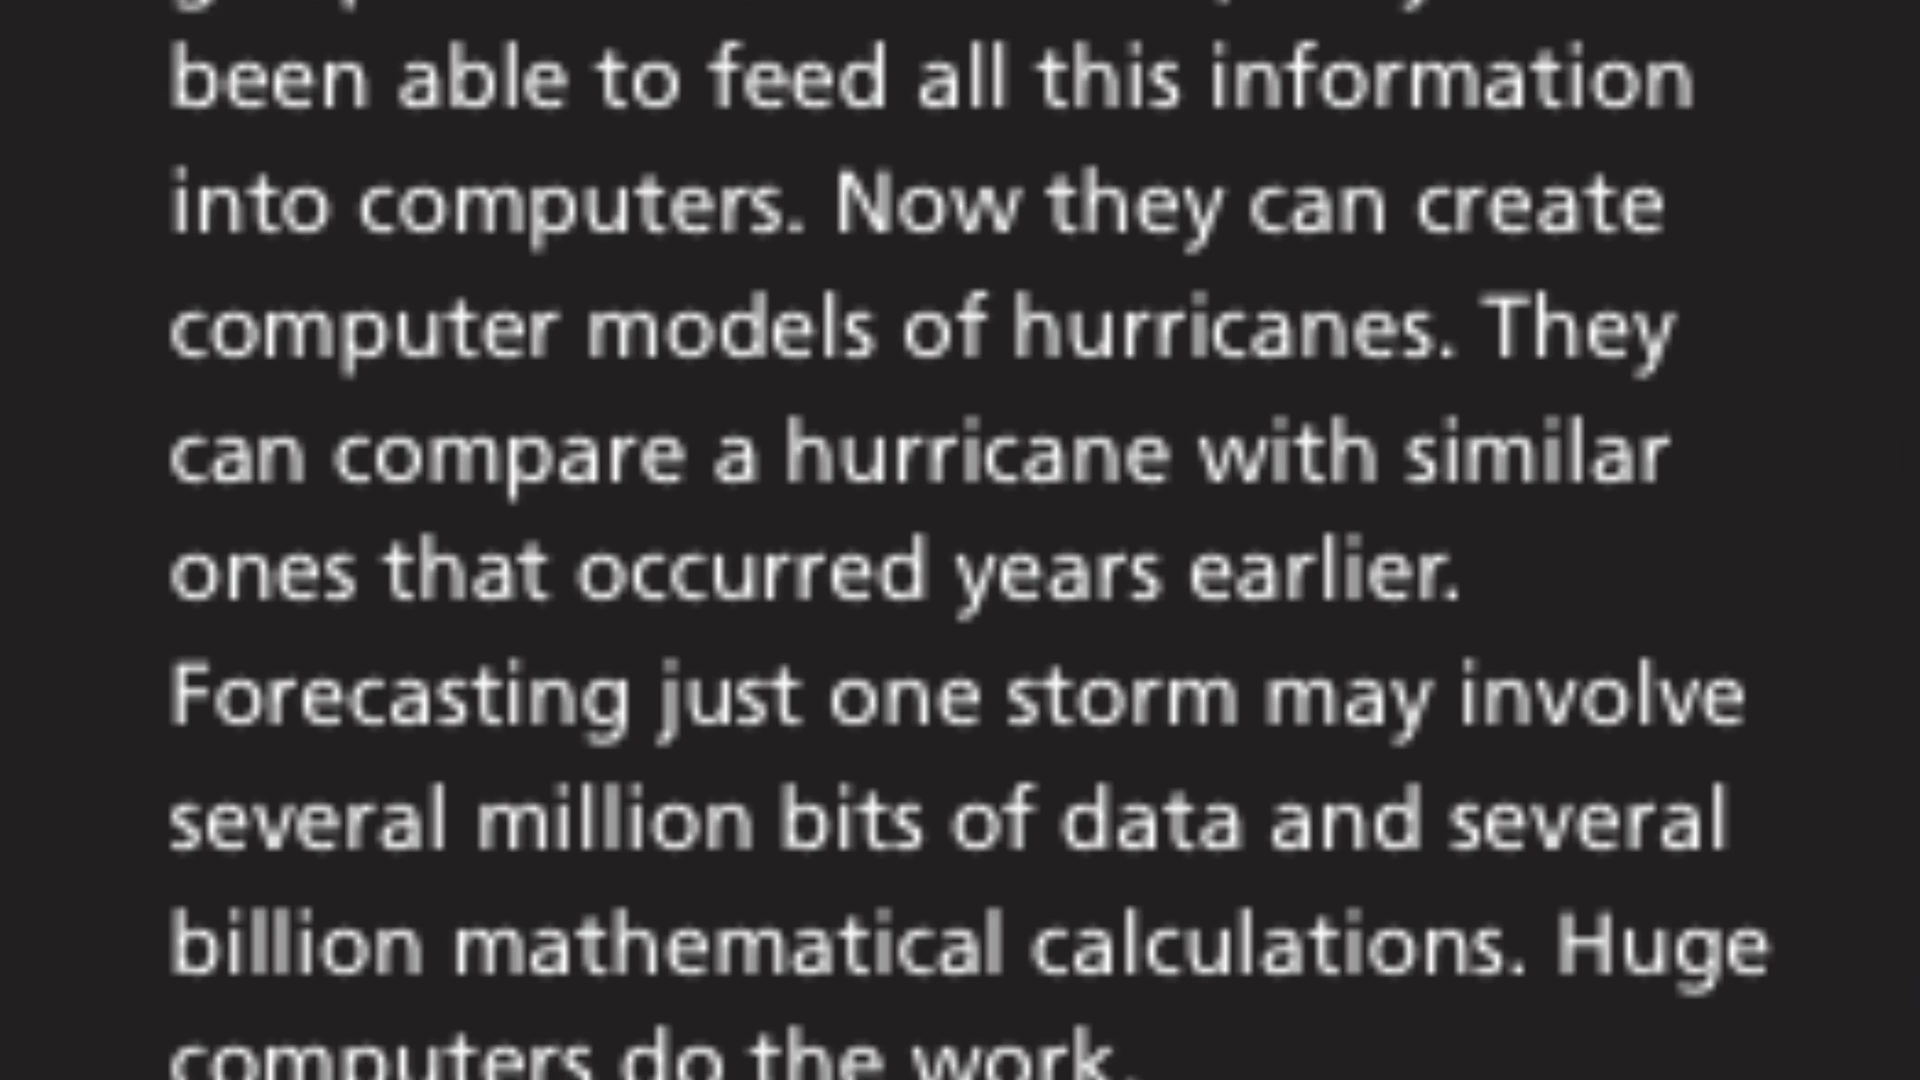 been able to feed all this information
into computers. Now they can create
computer models of hurricanes. They
can compare a hurricane with similar
ones that occurred years earlier.
Forecasting just one storm may involve
several million bits of data and several
billion mathematical calculations. Huge
computers do the work.